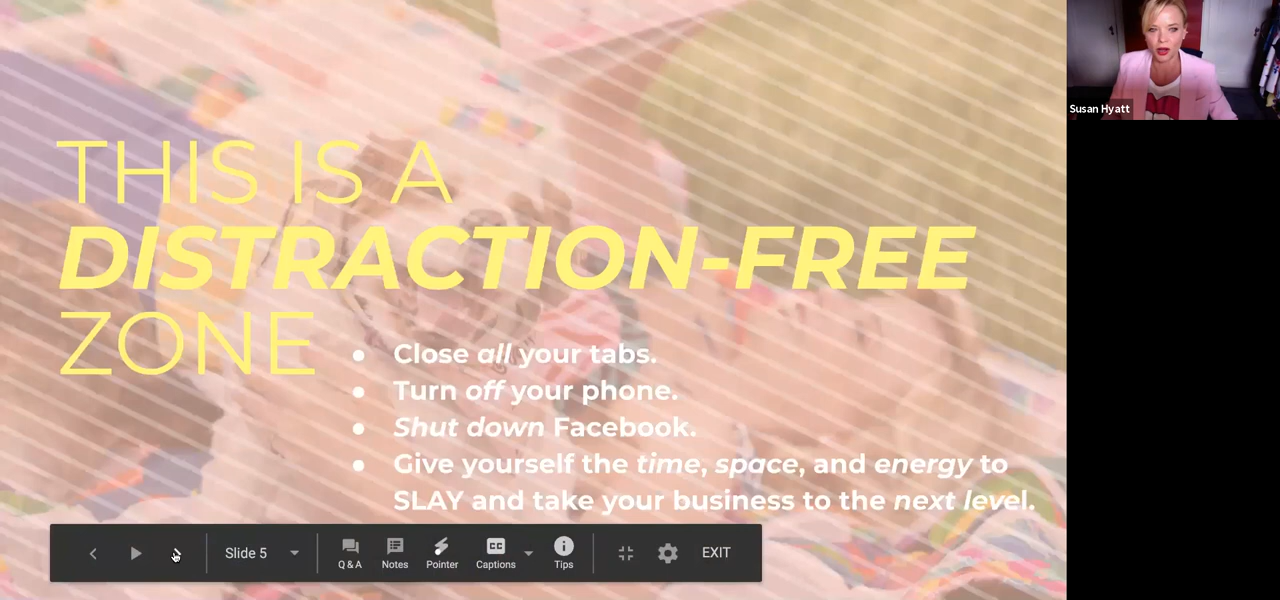 THIS IS A
DISTRACTION-FREE
ZONE
● Close all your tabs.
● Turn off your phone.
● Shut down Facebook.
● Give yourself the time, space, and energy to
SLAY and take your business to the next level.
Susan Hyatt
Slide 5
Q & A
Notes
Pointer
CC
Captions
Tips
EXIT